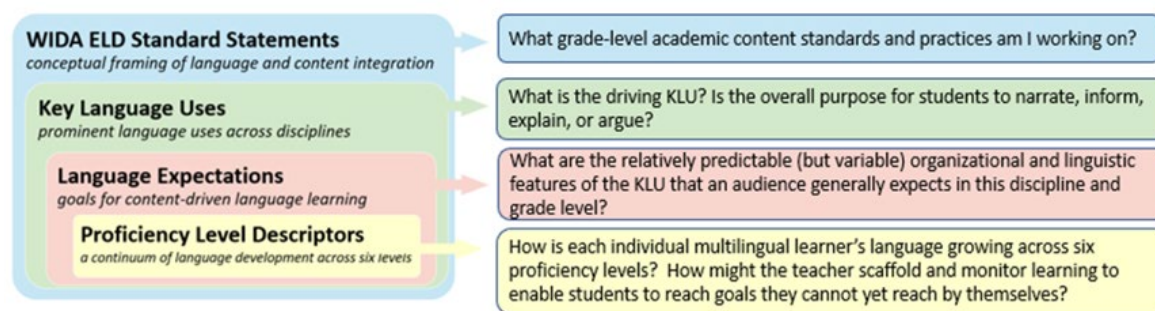 WIDA ELD Standard Statements
conceptual framing of language and content integration
What grade-level academic content standards and practices am I working on?
Key Language Uses
prominent language uses across disciplines
What is the driving KLU? Is the overall purpose for students to narrate, inform,
explain, or argue?
Language Expectations
goals for content-driven language learning
What are the relatively predictable (but variable) organizational and linguistic
features of the KLU that an audience generally expects in this discipline and
grade level?
Proficiency Level Descriptors
a continuum of language development across six levels
How is each individual multilingual learner’s language growing across six
proficiency levels? How might the teacher scaffold and monitor learning to
enable students to reach goals they cannot yet reach by themselves?